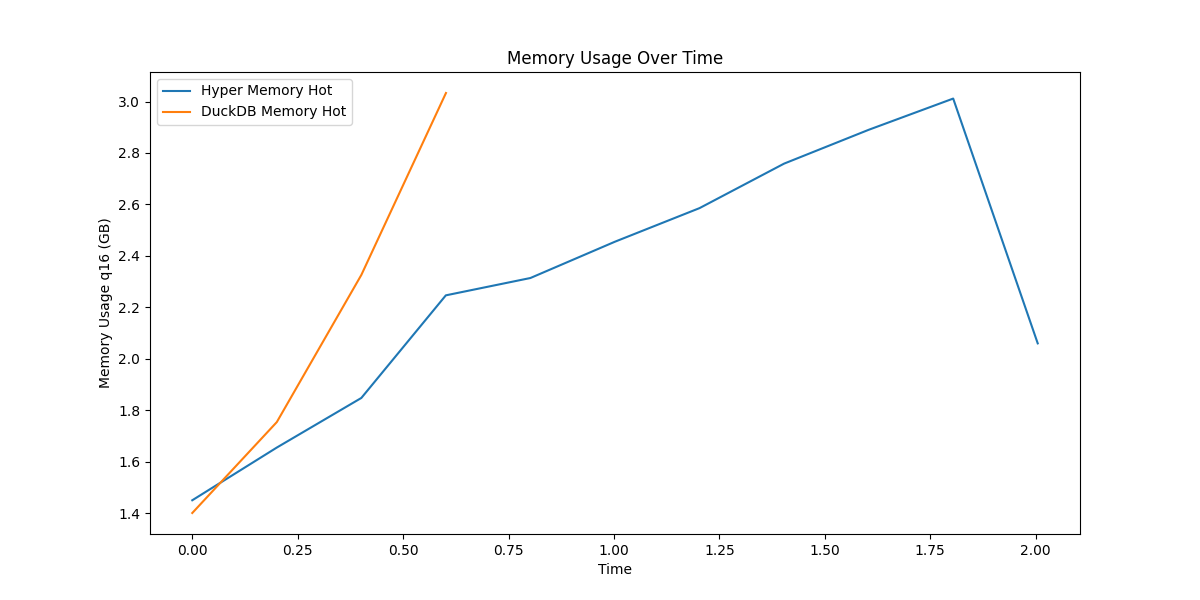 Memory Usage Over Time
Hyper Memory Hot
DuckDB Memory Hot
Memory Usage q16 (GB)
3.0
2.8
2.6
2.4
2.2
2.0
1.8
1.6
1.4
0.00 0.25 0.50 0.75 1.00 1.25 1.50 1.75 2.00
Time